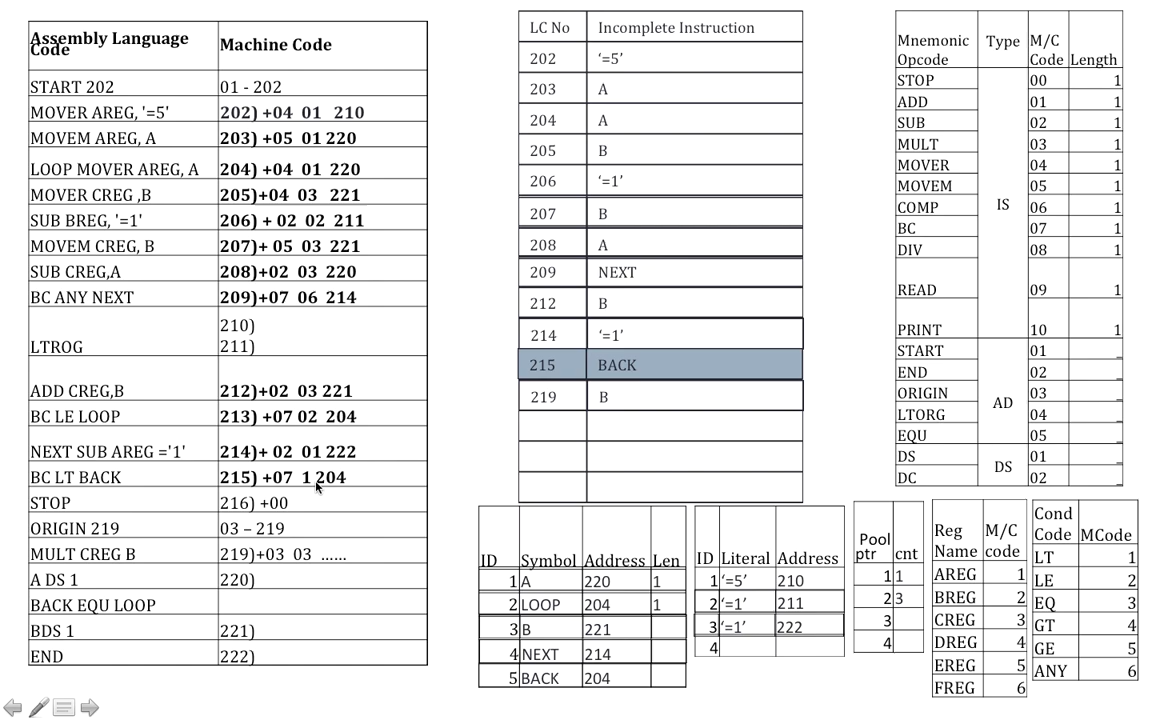 Assembly Language Code | Machine Code
START 202 | 01 - 202
MOVER AREG, '=5' | 202) +04 01 210
MOVEM AREG, A | 203) +05 01 220
LOOP MOVER AREG, A | 204) +04 01 220
MOVER CREG ,B | 205)+04 03 221
SUB BREG, '=1' | 206) + 02 02 211
MOVEM CREG, B | 207)+ 05 03 221
SUB CREG,A | 208)+02 03 220
BC ANY NEXT | 209)+07 06 214
210)
LTROG | 211)
ADD CREG,B | 212)+02 03 221
BC LE LOOP | 213) +07 02 204
NEXT SUB AREG ='1' | 214)+ 02 01 222
BC LT BACK | 215) +07 1 204
STOP | 216) +00
ORIGIN 219 | 03 – 219
MULT CREG B | 219)+03 03 ......
A DS 1 | 220)
BACK EQU LOOP
BDS 1 | 221)
END | 222)
LC No | Incomplete Instruction
202 | '=5'
203 | A
204 | A
205 | B
206 | '=1'
207 | B
208 | A
209 | NEXT
212 | B
214 | '=1'
215 | BACK
219 | B
Mnemonic Opcode | Type | M/C Code | Length
STOP | IS | 00 | 1
ADD | 01 | 1
SUB | 02 | 1
MULT | 03 | 1
MOVER | 04 | 1
MOVEM | 05 | 1
COMP | 06 | 1
BC | 07 | 1
DIV | 08 | 1
READ | 09 | 1
PRINT | 10 | 1
START | AD | 01 | _
END | 02 | _
ORIGIN | 03 | _
LTORG | 04 | _
EQU | 05 | _
DS | DS | 01 | _
DC | 02 | _
ID | Symbol | Address | Len
1 | A | 220 | 1
2 | LOOP | 204 | 1
3 | B | 221
4 | NEXT | 214
5 | BACK | 204
ID | Literal | Address
1 | '=5' | 210
2 | '=1' | 211
3 | '=1' | 222
4
Pool ptr | cnt
1 | 1
2 | 3
3
4
Reg Name | M/C code
AREG | 1
BREG | 2
CREG | 3
DREG | 4
EREG | 5
FREG | 6
Cond Code | MCode
LT | 1
LE | 2
EQ | 3
GT | 4
GE | 5
ANY | 6